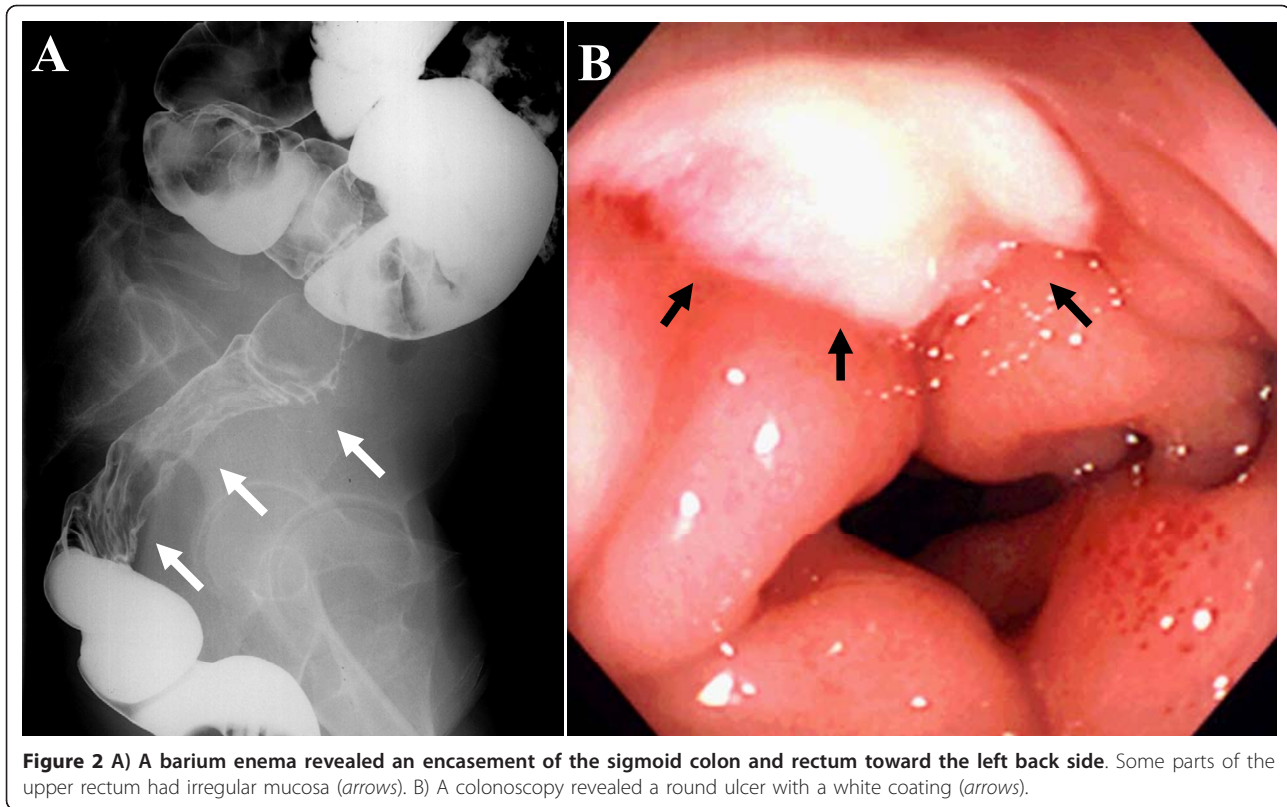 A
B
Figure 2 A) A barium enema revealed an encasement of the sigmoid colon and rectum toward the left back side. Some parts of the
upper rectum had irregular mucosa (arrows). B) A colonoscopy revealed a round ulcer with a white coating (arrows).